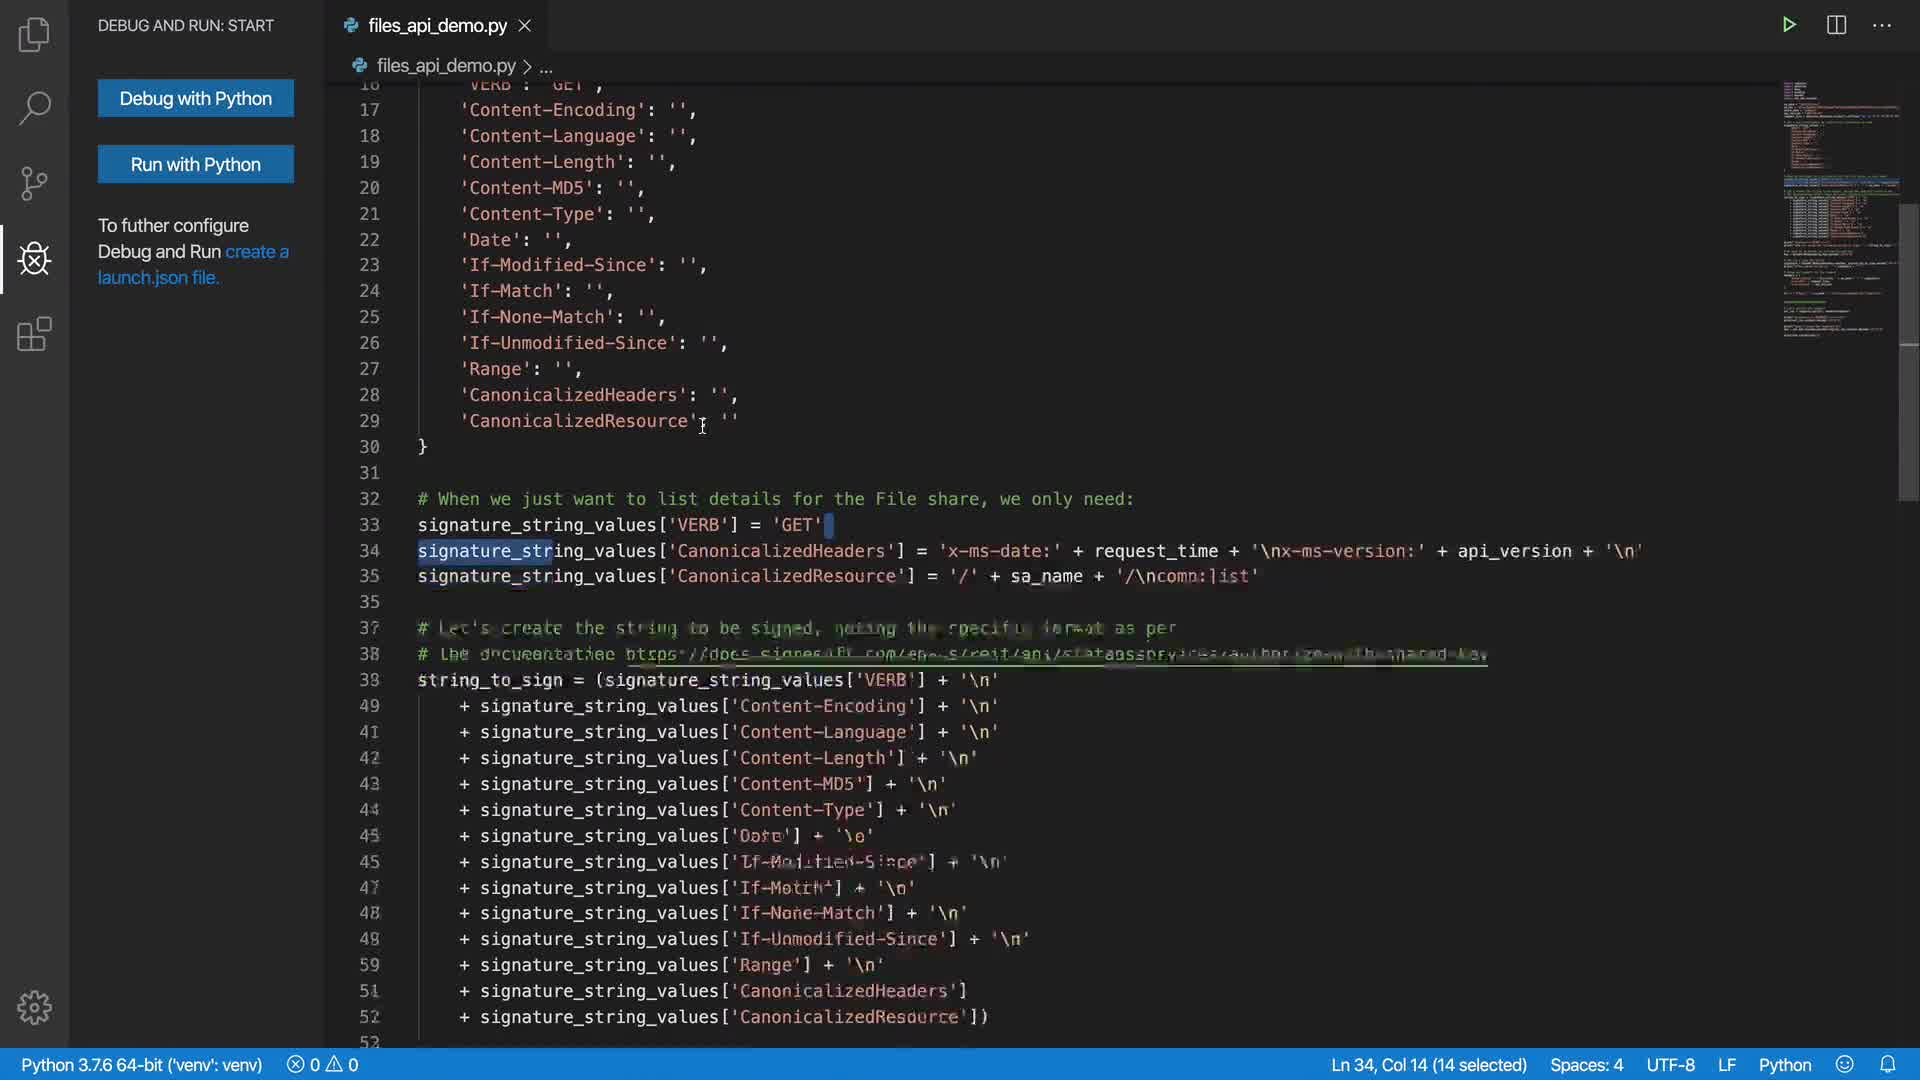 DEBUG AND RUN: START
files_api_demo.py
files_api_demo.py > ...
Debug with Python
Run with Python
To futher configure
Debug and Run create a
launch.json file.
16 'VERB': 'GET',
17 'Content-Encoding': '',
18 'Content-Language': '',
19 'Content-Length': '',
20 'Content-MD5': '',
21 'Content-Type': '',
22 'Date': '',
23 'If-Modified-Since': '',
24 'If-Match': '',
25 'If-None-Match': '',
26 'If-Unmodified-Since': '',
27 'Range': '',
28 'CanonicalizedHeaders': '',
29 'CanonicalizedResource': ''
30 }
31
32 # When we just want to list details for the File share, we only need:
33 signature_string_values['VERB'] = 'GET'
34 signature_string_values['CanonicalizedHeaders'] = 'x-ms-date:' + request_time + '\nx-ms-version:' + api_version + '\n'
35 signature_string_values['CanonicalizedResource'] = '/' + sa_name + '/\ncomp:list'
35
37 # Let's create the string to be signed, noting the specific format as per
38 # the
39 string_to_sign = (signature_string_values['VERB'] + '\n'
49 + signature_string_values['Content-Encoding'] + '\n'
41 + signature_string_values['Content-Language'] + '\n'
42 + signature_string_values['Content-Length'] + '\n'
43 + signature_string_values['Content-MD5'] + '\n'
44 + signature_string_values['Content-Type'] + '\n'
45 + signature_string_values['Date'] + '\n'
45 + signature_string_values['If-Modified-Since'] + '\n'
47 + signature_string_values['If-Match'] + '\n'
48 + signature_string_values['If-None-Match'] + '\n'
49 + signature_string_values['If-Unmodified-Since'] + '\n'
59 + signature_string_values['Range'] + '\n'
51 + signature_string_values['CanonicalizedHeaders']
52 + signature_string_values['CanonicalizedResource'])
53
Python 3.7.6 64-bit ('venv': venv) 0 0 Ln 34, Col 14 (14 selected) Spaces: 4 UTF-8 LF Python